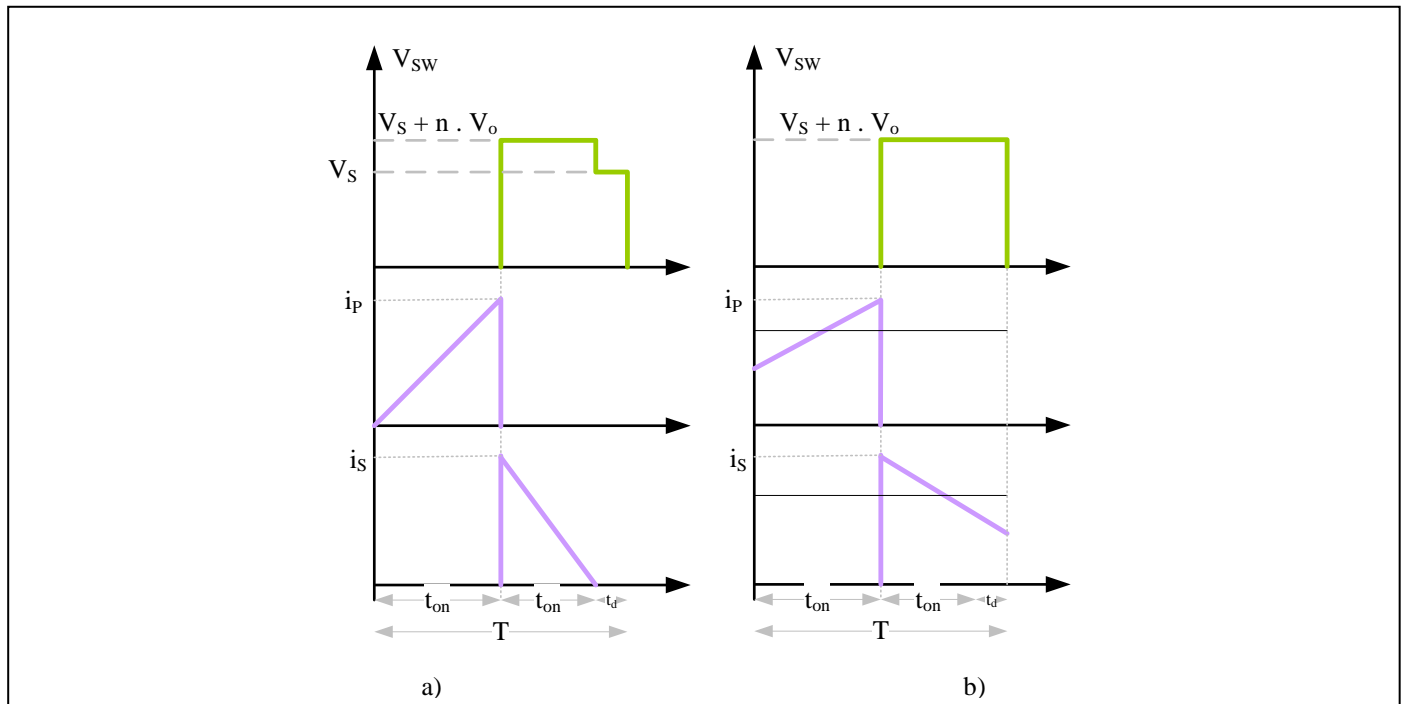 V_SW
V_S + n . V_o
V_S
i_P
i_S
t_on t_on t_d
T
a)
V_SW
V_S + n . V_o
i_P
i_S
t_on t_on t_d
T
b)